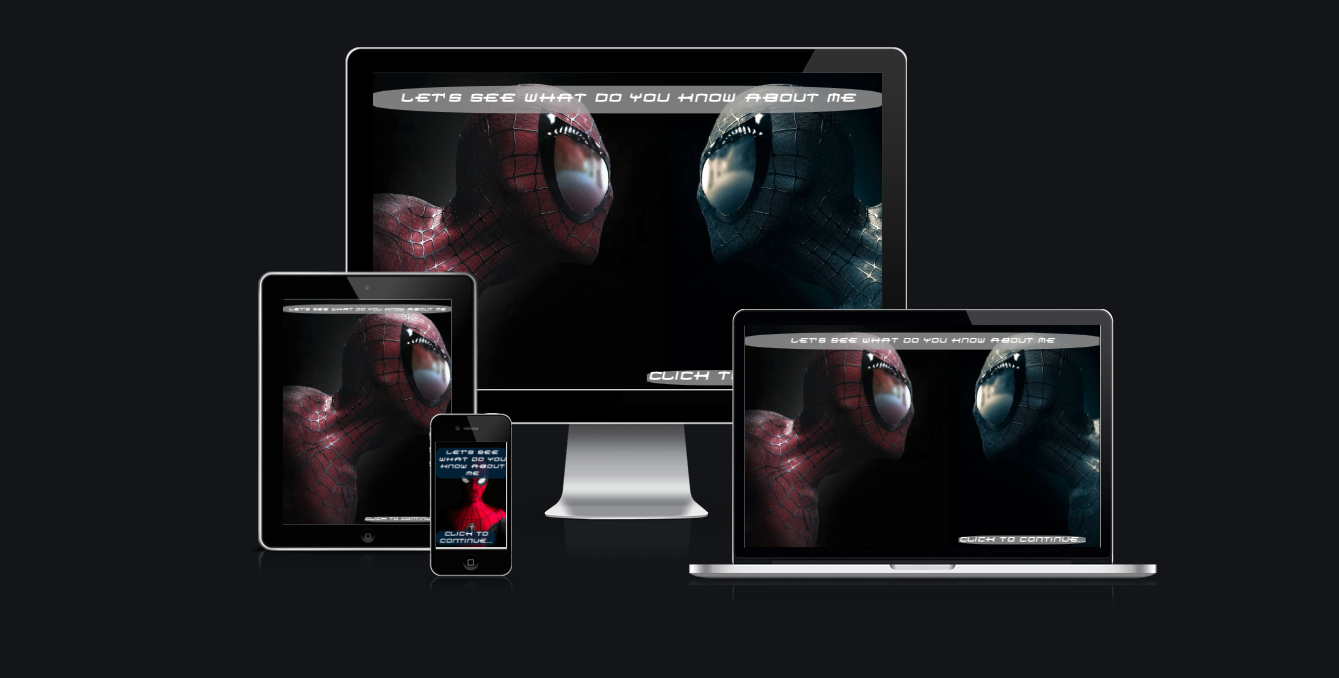 LET'S SEE WHAT DO YOU KNOW ABOUT ME
CLICK T
LET'S SEE WHAT DO YOU KNOW ABOUT ME
CLICK TO CONTINU
LET'S SEE
WHAT DO YOU
KNOW ABOUT
ME
CLICK TO
CONTINUE...
LET'S SEE WHAT DO YOU KNOW ABOUT ME
CLICK TO CONTINUE...